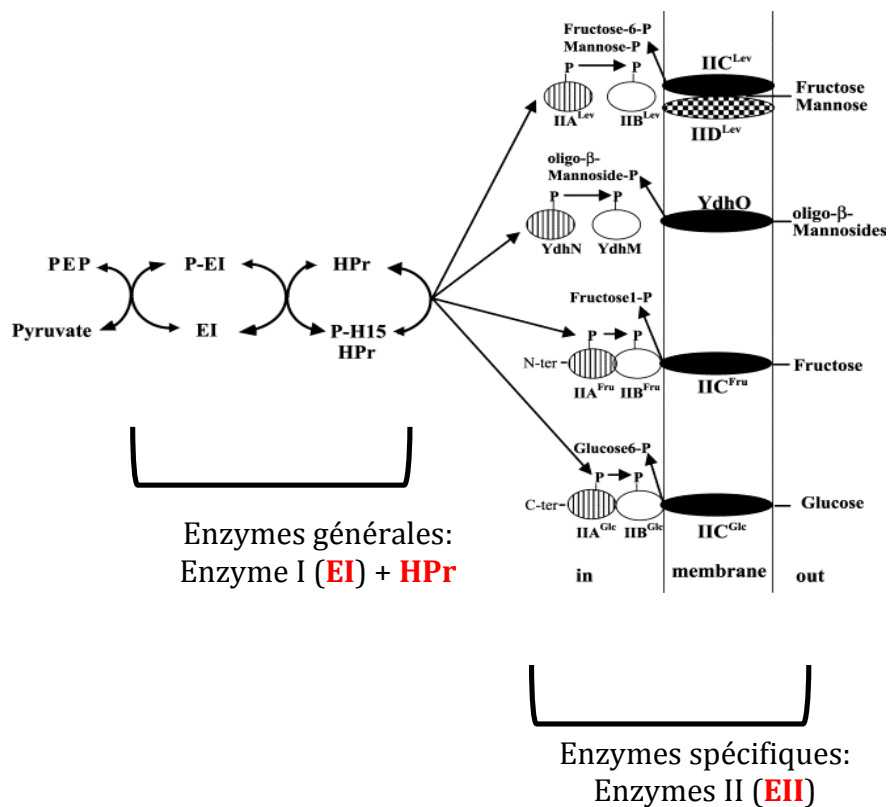 Fructose-6-P
Mannose-P
P
P
IIA^Lev
IIB^Lev
IIC^Lev
IID^Lev
Fructose
Mannose
oligo-β-
Mannoside-P
P
P
YdhN
YdhM
YdhO
oligo-β-
Mannosides
PEP
P-EI
HPr
Pyruvate
EI
P-H15
HPr
Fructose1-P
P
P
N-ter
IIA^Fru
IIB^Fru
IIC^Fru
Fructose
Glucose6-P
P
P
C-ter
IIA^Glc
IIB^Glc
IIC^Glc
Glucose
in
membrane
out
Enzymes générales:
Enzyme I (EI) + HPr
Enzymes spécifiques:
Enzymes II (EII)